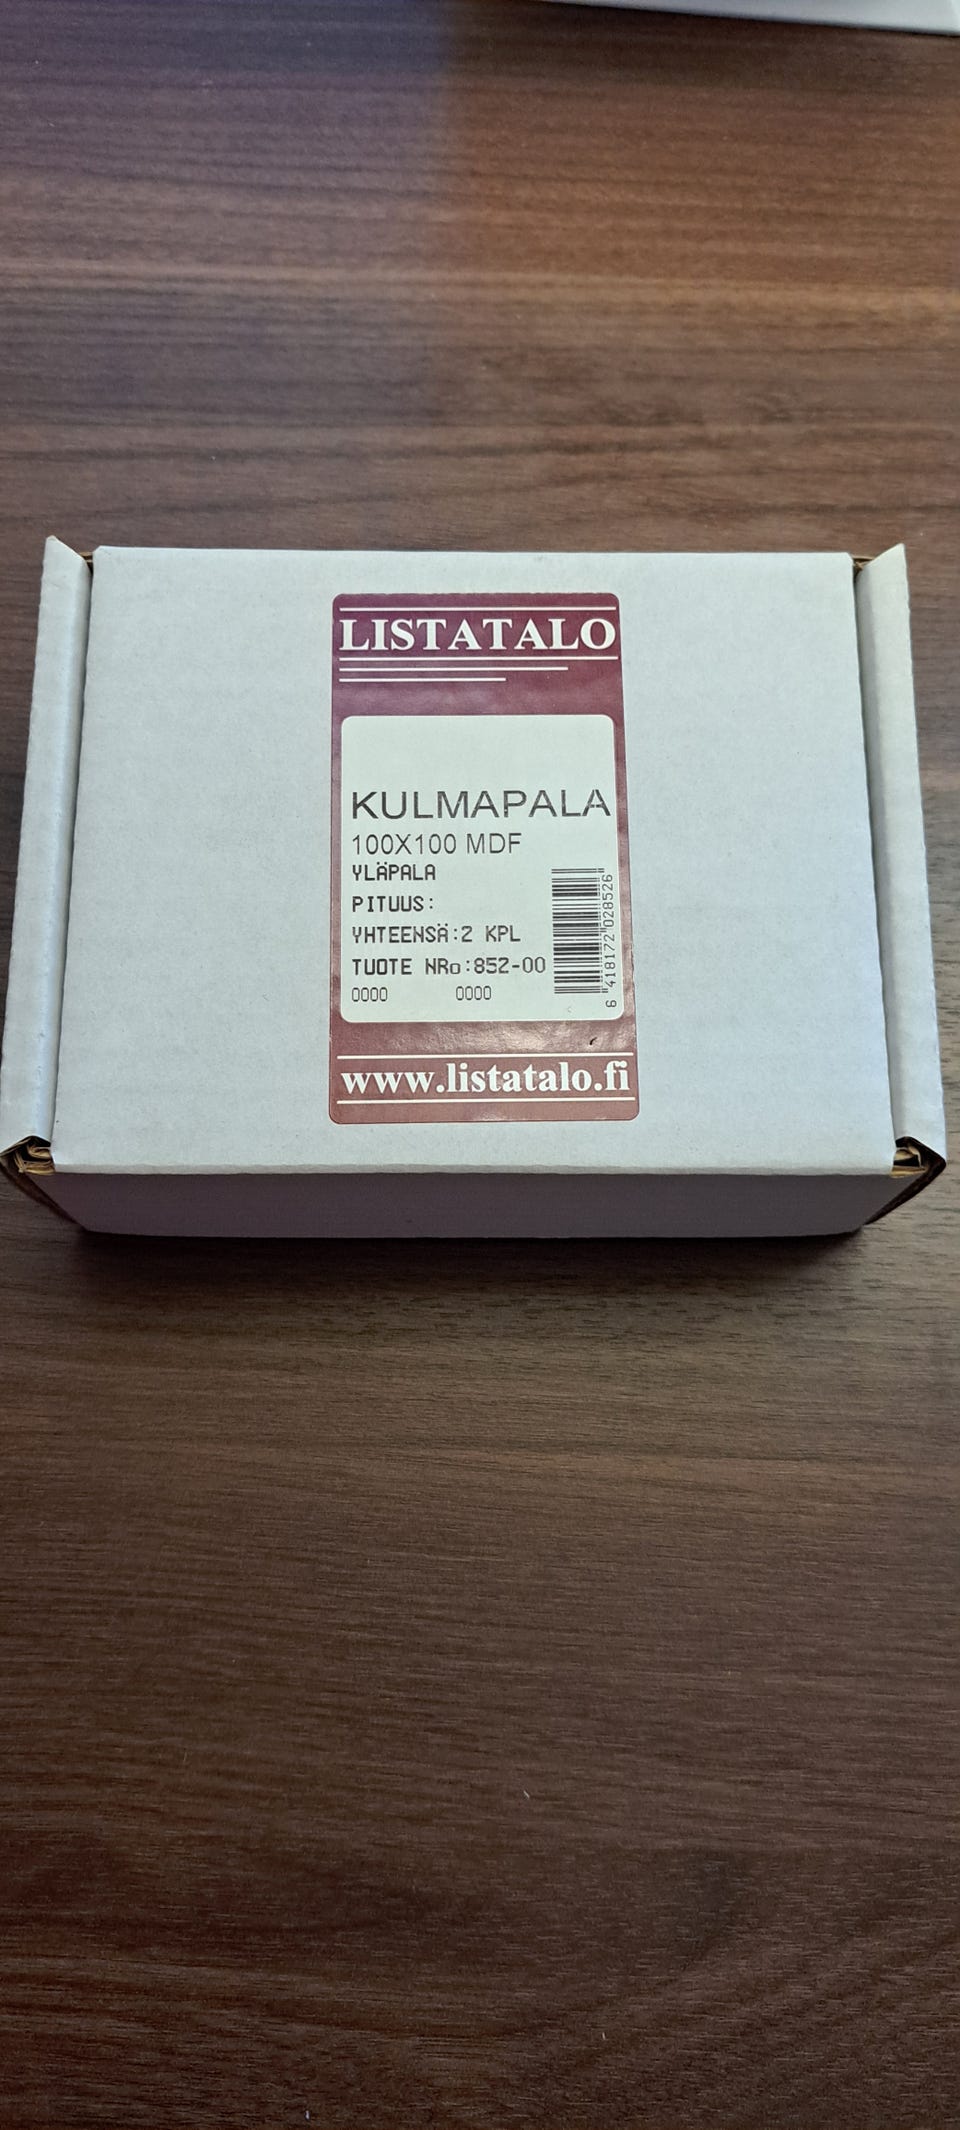 LISTATALO
KULMAPALA
100X100 MDF
YLÄPALA
PITUUS:
YHTEENSÄ:2 KPL
TUOTE NRo:852-00
0000 0000
6 418172 028526
www.listatalo.fi